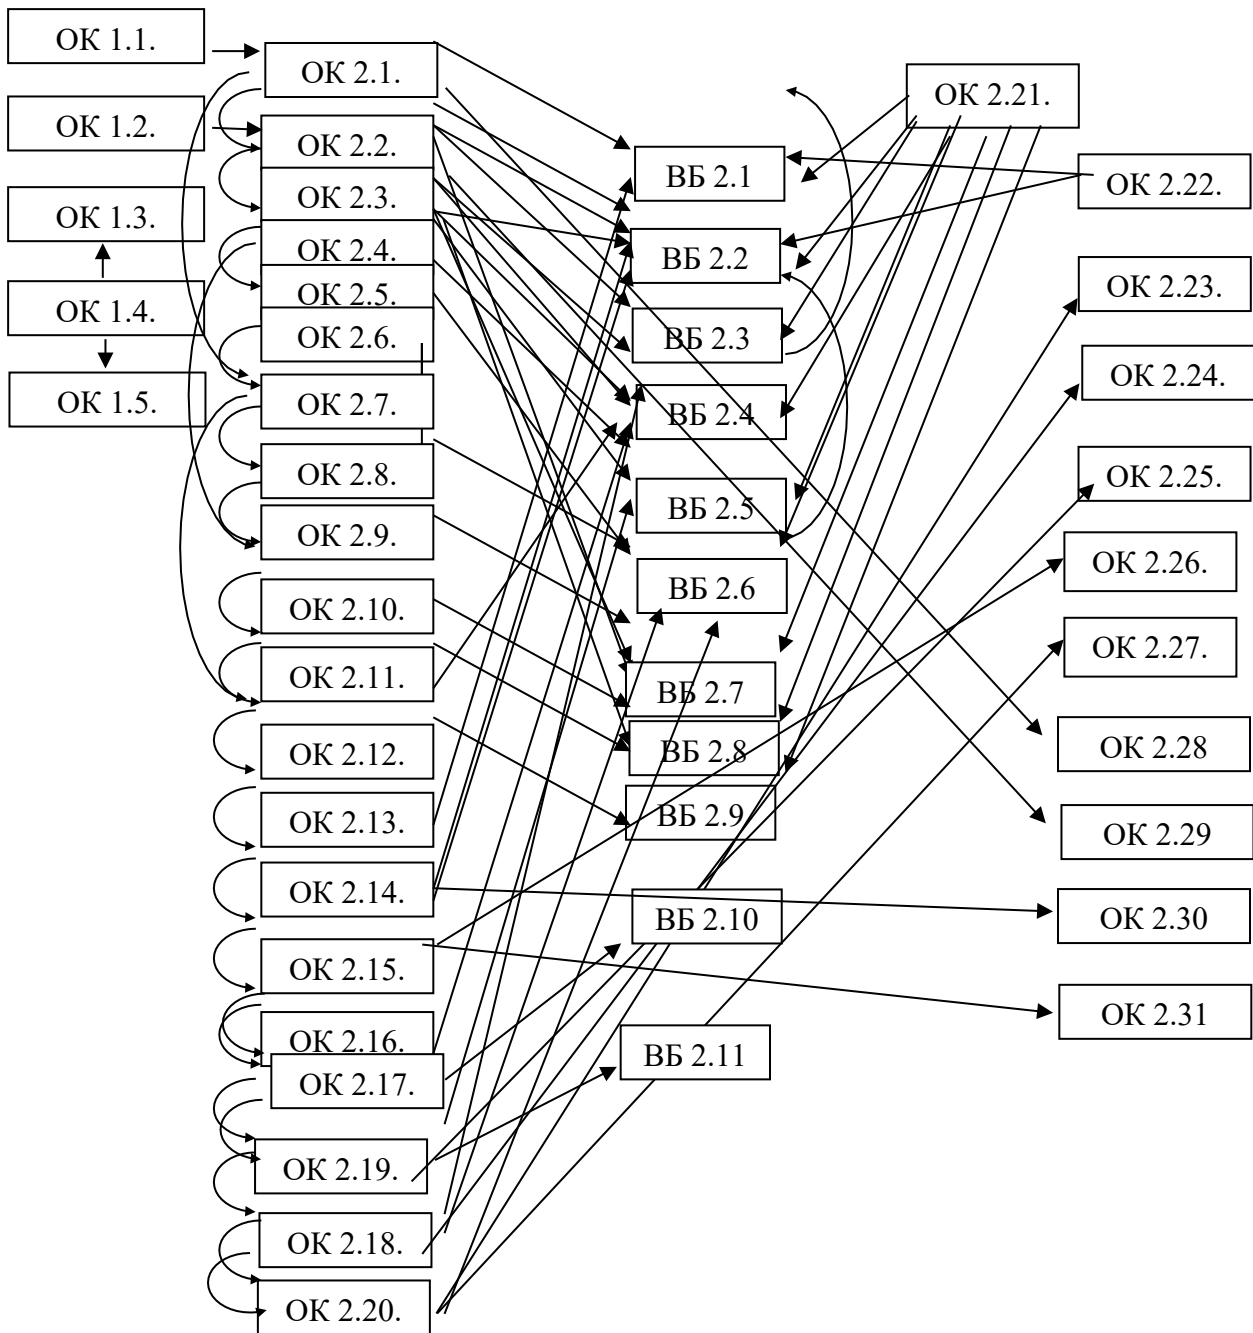 ОК 1.1.
ОК 1.2.
ОК 1.3.
ОК 1.4.
ОК 1.5.
ОК 2.1.
ОК 2.2.
ОК 2.3.
ОК 2.4.
ОК 2.5.
ОК 2.6.
ОК 2.7.
ОК 2.8.
ОК 2.9.
ОК 2.10.
ОК 2.11.
ОК 2.12.
ОК 2.13.
ОК 2.14.
ОК 2.15.
ОК 2.16.
ОК 2.17.
ОК 2.19.
ОК 2.18.
ОК 2.20.
ВБ 2.1
ВБ 2.2
ВБ 2.3
ВБ 2.4
ВБ 2.5
ВБ 2.6
ВБ 2.7
ВБ 2.8
ВБ 2.9
ВБ 2.10
ВБ 2.11
ОК 2.21.
ОК 2.22.
ОК 2.23.
ОК 2.24.
ОК 2.25.
ОК 2.26.
ОК 2.27.
ОК 2.28
ОК 2.29
ОК 2.30
ОК 2.31